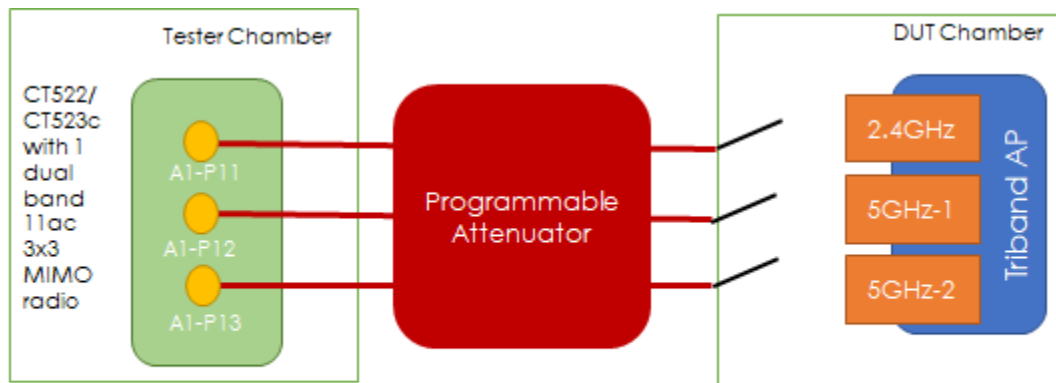 Tester Chamber
DUT Chamber
CT522/
CT523c
with 1
dual
band
11ac
3x3
MIMO
radio
A1-P11
A1-P12
A1-P13
Programmable
Attenuator
2.4GHz
5GHz-1
5GHz-2
Triband AP